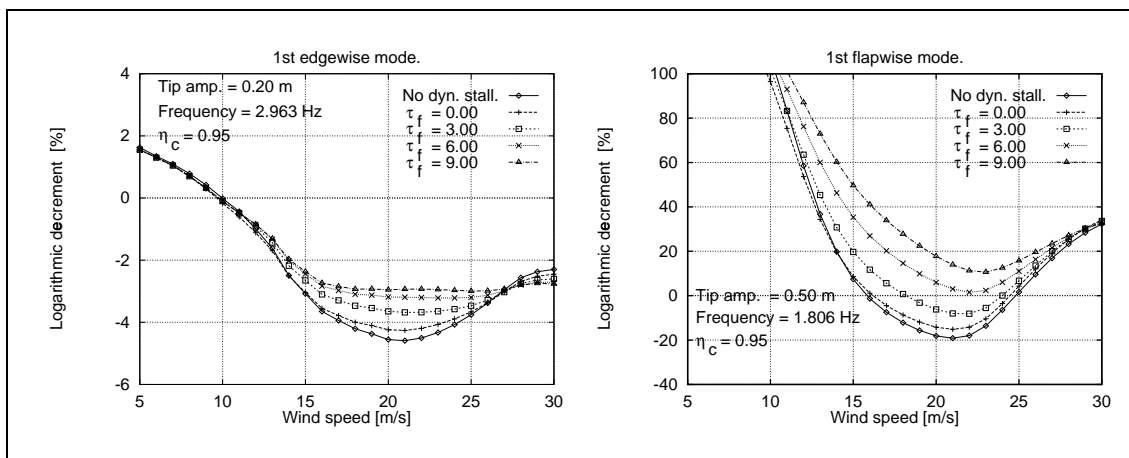 1st edgewise mode.
Tip amp. = 0.20 m
Frequency = 2.963 Hz
η_c = 0.95
No dyn. stall.
τ_f = 0.00
τ_f = 3.00
τ_f = 6.00
τ_f = 9.00
4
2
0
-2
-4
-6
Logarithmic decrement [%]
5 10 15 20 25 30
Wind speed [m/s]
1st flapwise mode.
No dyn. stall.
τ_f = 0.00
τ_f = 3.00
τ_f = 6.00
τ_f = 9.00
100
80
60
40
20
0
-20
-40
Logarithmic decrement [%]
Tip amp. = 0.50 m
Frequency = 1.806 Hz
η_c = 0.95
5 10 15 20 25 30
Wind speed [m/s]